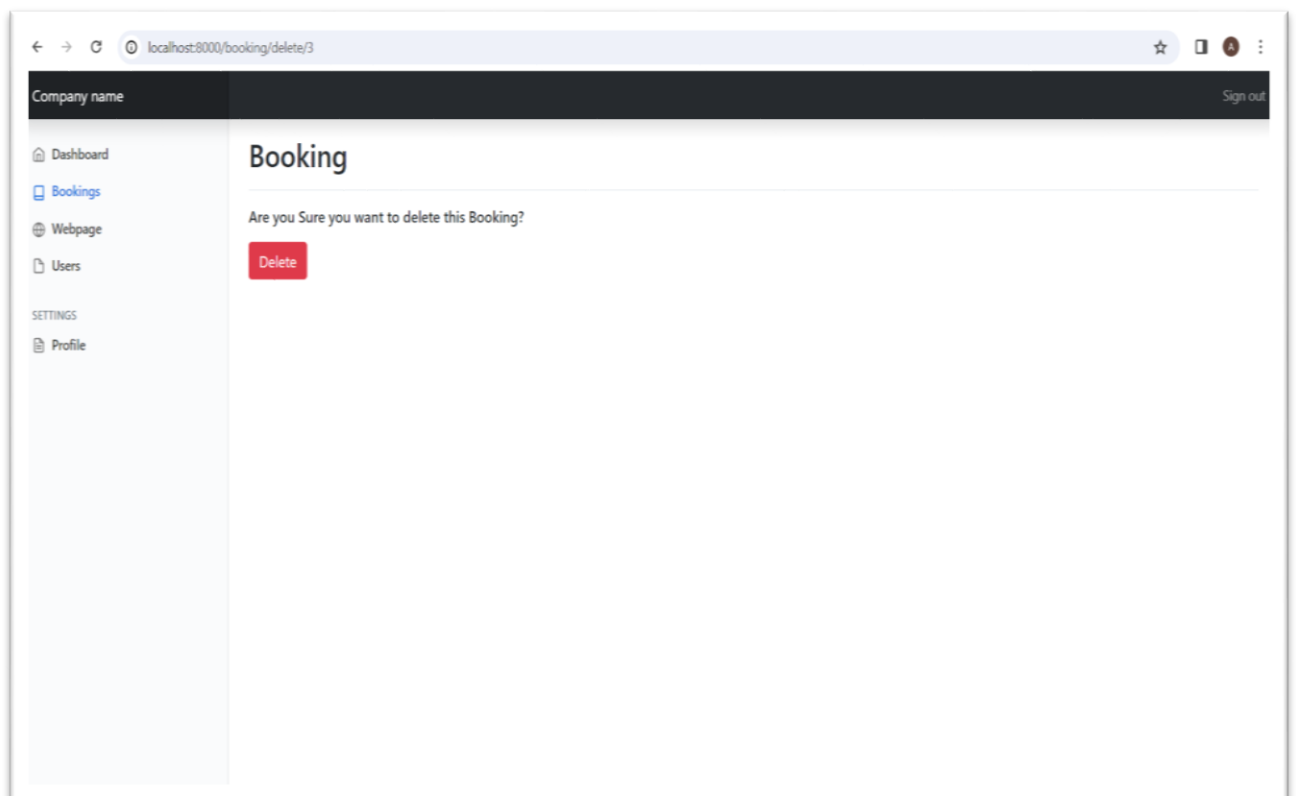 localhost:8000/booking/delete/3
A
Company name
Sign out
Dashboard
Bookings
Webpage
Users
SETTINGS
Profile
Booking
Are you Sure you want to delete this Booking?
Delete